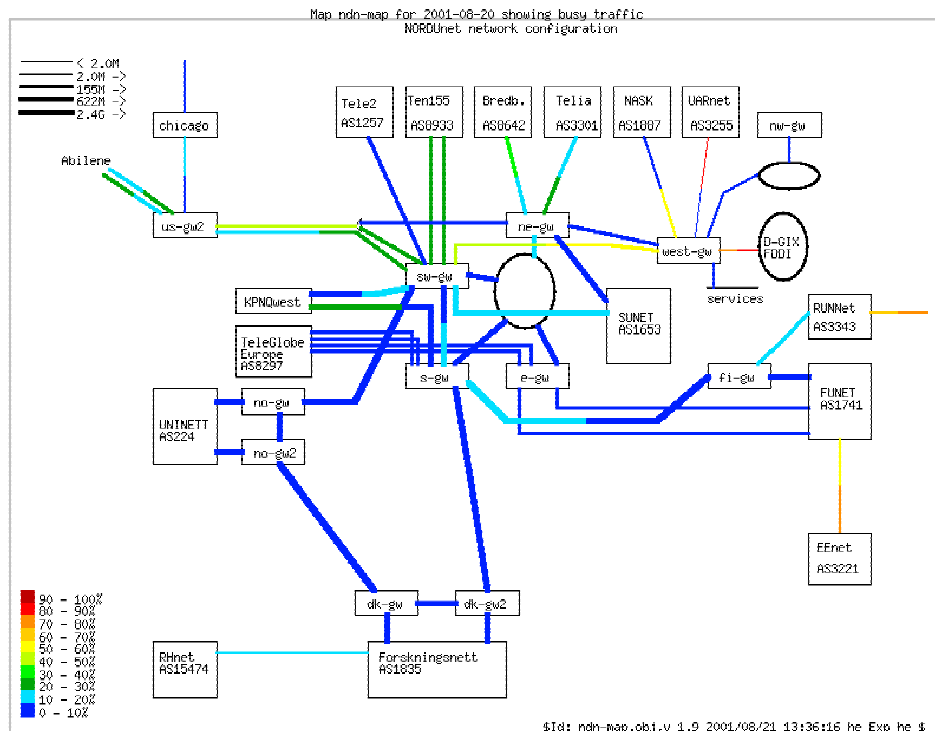 Map ndn-map for 2001-08-20 showing busy traffic
NORDUnet network configuration
< 2.0M
2.0M ->
155M ->
622M ->
2.4G ->
chicago
Abilene
us-gw2
Tele2
AS1257
Ten155
AS8933
Bredb.
AS8642
Telia
AS3301
NASK
AS1887
UARnet
AS3255
nw-gw
ne-gw
west-gw
D-GIX
FDDI
services
sw-gw
KPNQwest
TeleGlobe
Europe
AS8297
SUNET
AS1653
RUNNet
AS3343
s-gw
e-gw
fi-gw
FUNET
AS1741
UNINETT
AS224
no-gw
no-gw2
EEnet
AS3221
dk-gw
dk-gw2
RHnet
AS15474
Forskningsnett
AS1835
90 - 100%
80 - 90%
70 - 80%
60 - 70%
50 - 60%
40 - 50%
30 - 40%
20 - 30%
10 - 20%
0 - 10%
$Id: ndn-map.obj,v 1.9 2001/08/21 13:36:16 he Exp he $